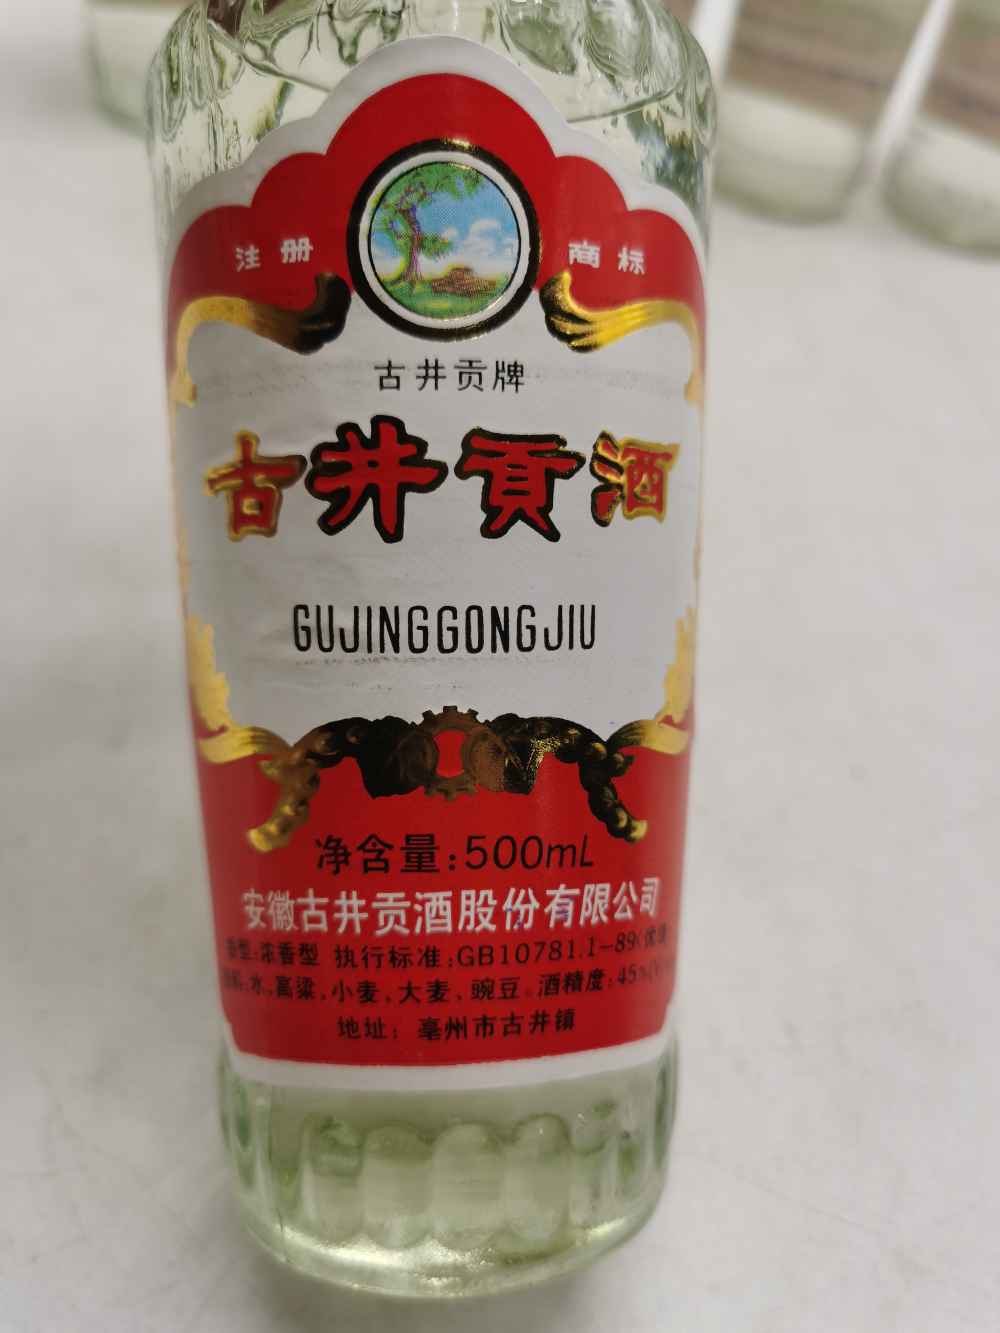 注册 商标
古井贡牌
古井贡酒
GUJINGGONGJIU
净含量:500mL
安徽古井贡酒股份有限公司
香型:浓香型 执行标准:GB10781.1-89(优级
水,高粱,小麦、大麦、豌豆。酒精度:45%(V
地址: 亳州市古井镇